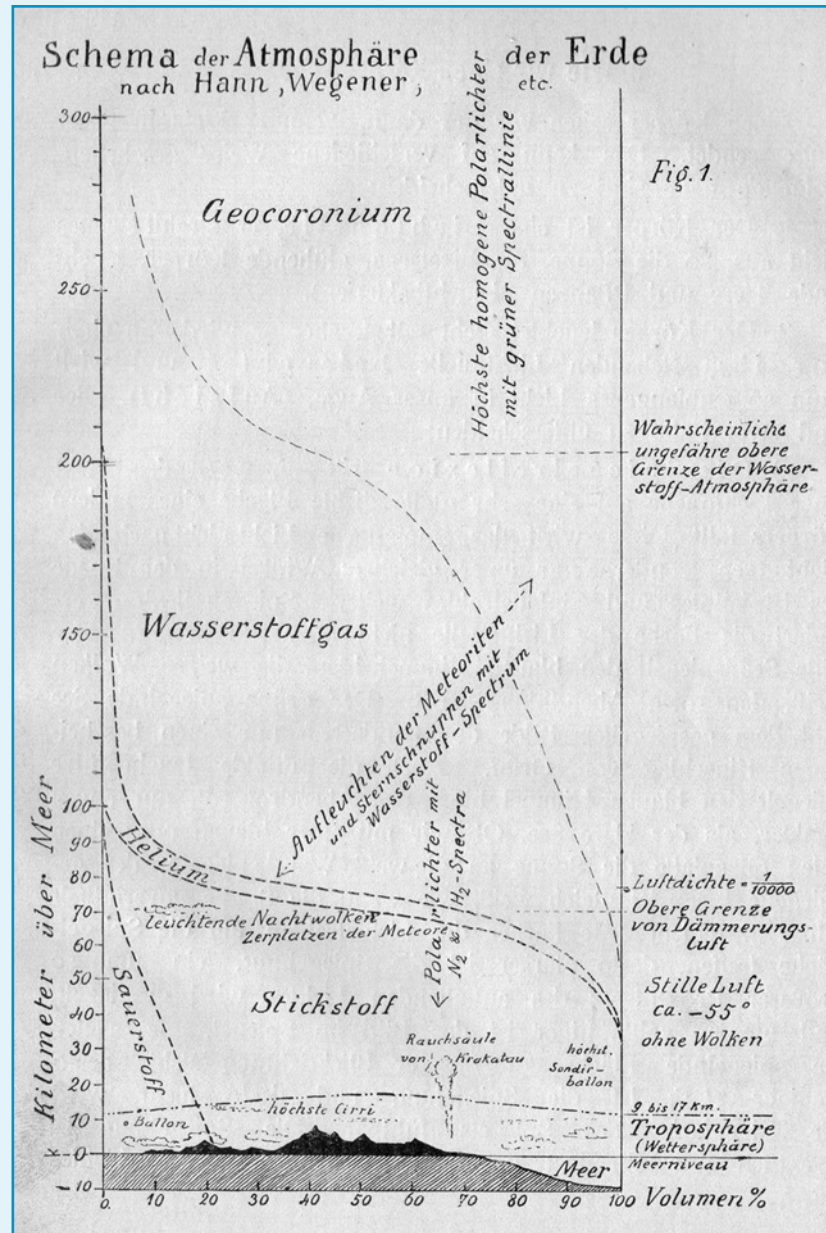 Schema der Atmosphäre der Erde
nach Hann, Wegener, etc.
Fig. 1.
Kilometer über Meer
300
250
200
150
100
90
80
70
60
50
40
30
20
10
0
10
Geocoronium
Höchste homogene Polarlichter
mit grüner Spectrallinie
Wahrscheinliche
ungefähre obere
Grenze der Wasser-
stoff-Atmosphäre
Wasserstoffgas
Aufleuchten der Meteoriten
und Sternschnuppen mit
Wasserstoff-Spectrum
Helium
Polarlichter mit
N2 & H2-Spectra
Luftdichte = 1/10000
Obere Grenze
von Dämmerungs-
luft
leuchtende Nachtwolken
Zerplatzen der Meteore
Sauerstoff
Stickstoff
Stille Luft
ca. -55°
ohne Wolken
Rauchsäule
von Krakatau
höchst.
Sondir-
ballon
9 bis 17 Km.
höchste Cirri
Ballon
Troposphäre
(Wettersphäre)
Meerniveau
Meer
0. 10 20 30 40 50 60 70 80 90 100 Volumen %